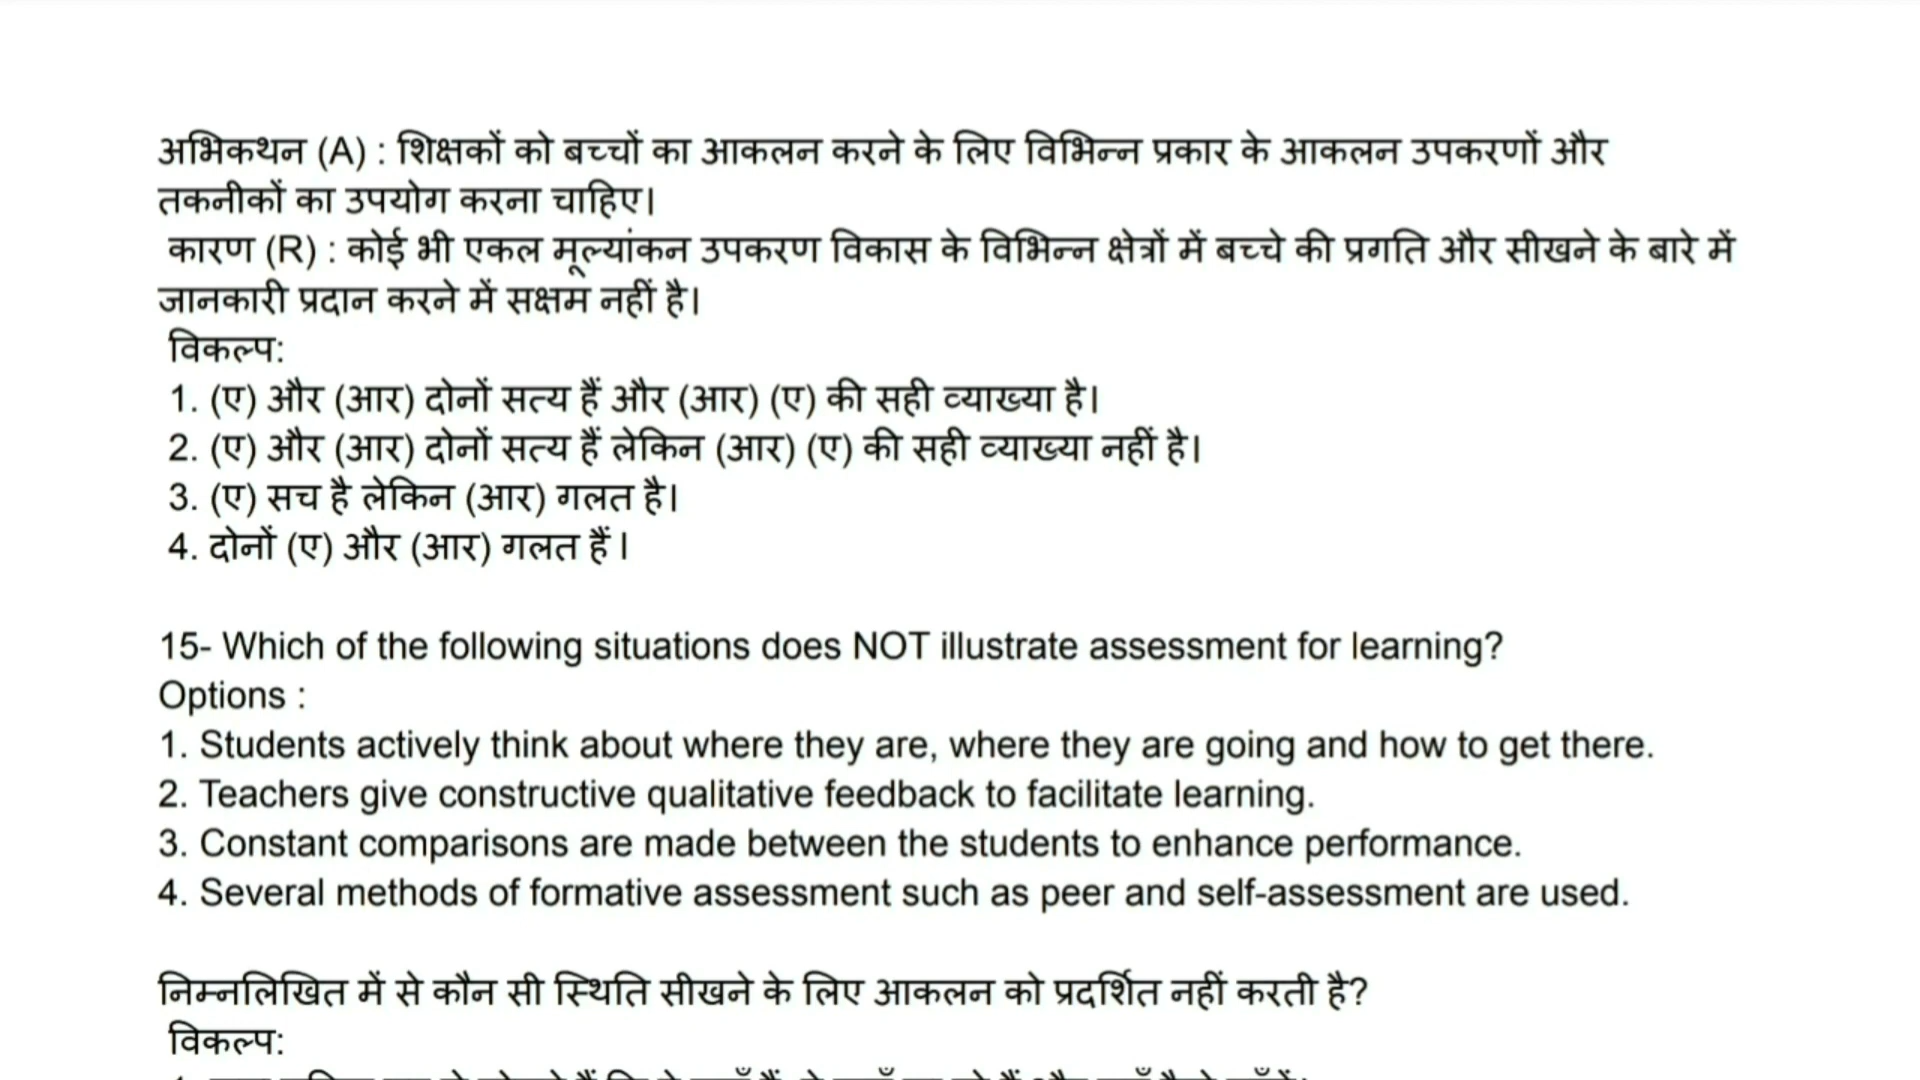 अभिकथन (A) : शिक्षकों को बच्चों का आकलन करने के लिए विभिन्न प्रकार के आकलन उपकरणों और
तकनीकों का उपयोग करना चाहिए।
कारण (R) : कोई भी एकल मूल्यांकन उपकरण विकास के विभिन्न क्षेत्रों में बच्चे की प्रगति और सीखने के बारे में
जानकारी प्रदान करने में सक्षम नहीं है।
विकल्प:
1. (ए) और (आर) दोनों सत्य हैं और (आर) (ए) की सही व्याख्या है।
2. (ए) और (आर) दोनों सत्य हैं लेकिन (आर) (ए) की सही व्याख्या नहीं है।
3. (ए) सच है लेकिन (आर) गलत है।
4. दोनों (ए) और (आर) गलत हैं ।
15- Which of the following situations does NOT illustrate assessment for learning?
Options :
1. Students actively think about where they are, where they are going and how to get there.
2. Teachers give constructive qualitative feedback to facilitate learning.
3. Constant comparisons are made between the students to enhance performance.
4. Several methods of formative assessment such as peer and self-assessment are used.
निम्नलिखित में से कौन सी स्थिति सीखने के लिए आकलन को प्रदर्शित नहीं करती है?
विकल्प: